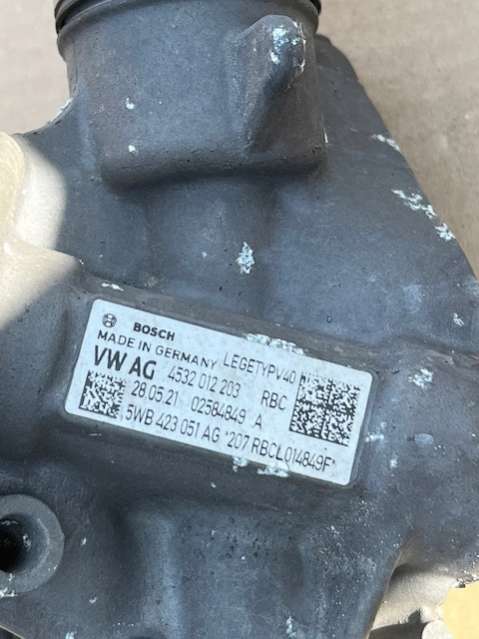 BOSCH
MADE IN GERMANY LEGETYPV40
VW AG 4532 012 203 RBC
28.05.21 02584849 A
5WB 423 051 AG *207 RBCL014849F*